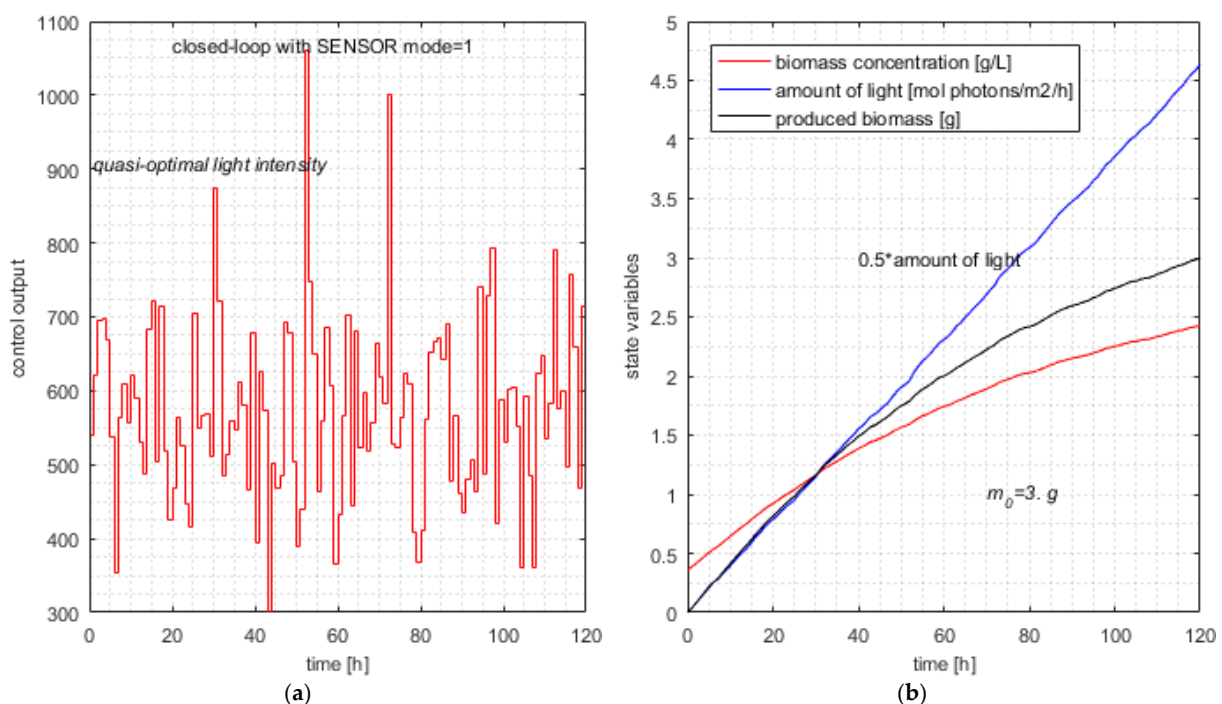 1100
1000
900
800
700
600
500
400
300
control output
closed-loop with SENSOR mode=1
quasi-optimal light intensity
0 20 40 60 80 100 120
time [h]
(a)
5
4.5
4
3.5
3
2.5
2
1.5
1
0.5
0
state variables
biomass concentration [g/L]
amount of light [mol photons/m2/h]
produced biomass [g]
0.5*amount of light
m_0=3. g
0 20 40 60 80 100 120
time [h]
(b)